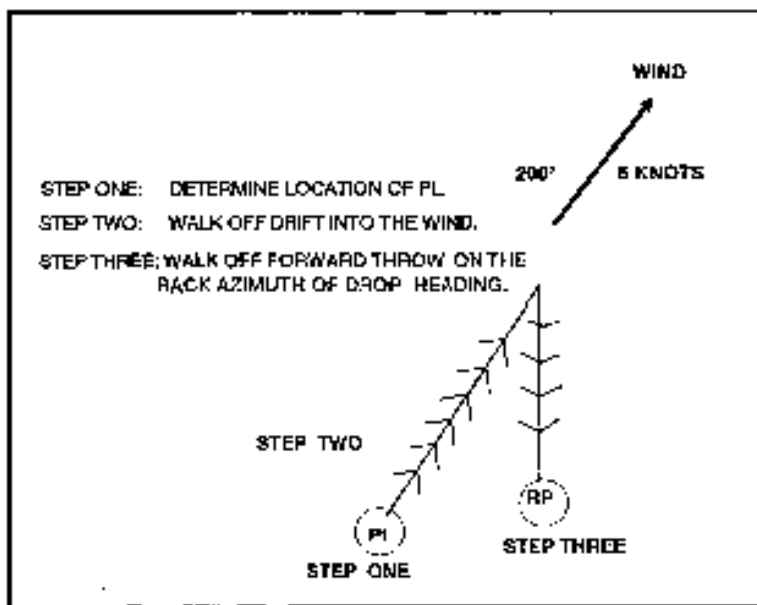 WIND
200° 6 KNOTS
STEP ONE: DETERMINE LOCATION OF PI.
STEP TWO: WALK OFF DRIFT INTO THE WIND.
STEP THREE: WALK OFF FORWARD THROW ON THE
BACK AZIMUTH OF DROP HEADING.
STEP TWO
PI
RP
STEP ONE
STEP THREE